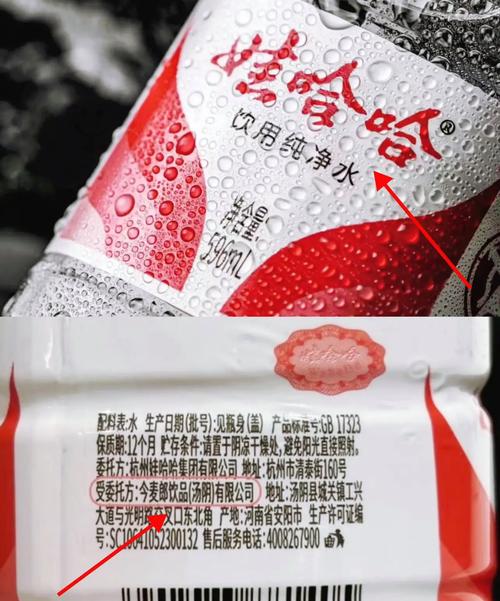 娃哈哈®
饮用纯净水
净含量:
596mL
娃哈哈
配料表:水 生产日期(批号):见瓶身(盖) 产品标准号:GB 17323
保质期:12个月 贮存条件:请置于阴凉干燥处,避免阳光直接照射。
委托方:杭州娃哈哈集团有限公司 地址:杭州市清泰街160号
受委托方:今麦郎饮品(汤阴)有限公司 地址:汤阴县城关镇工兴
大道与光明路交叉口东北角 产地:河南省安阳市 生产许可证编
号:SC10641052300132 售后服务电话:4008267900